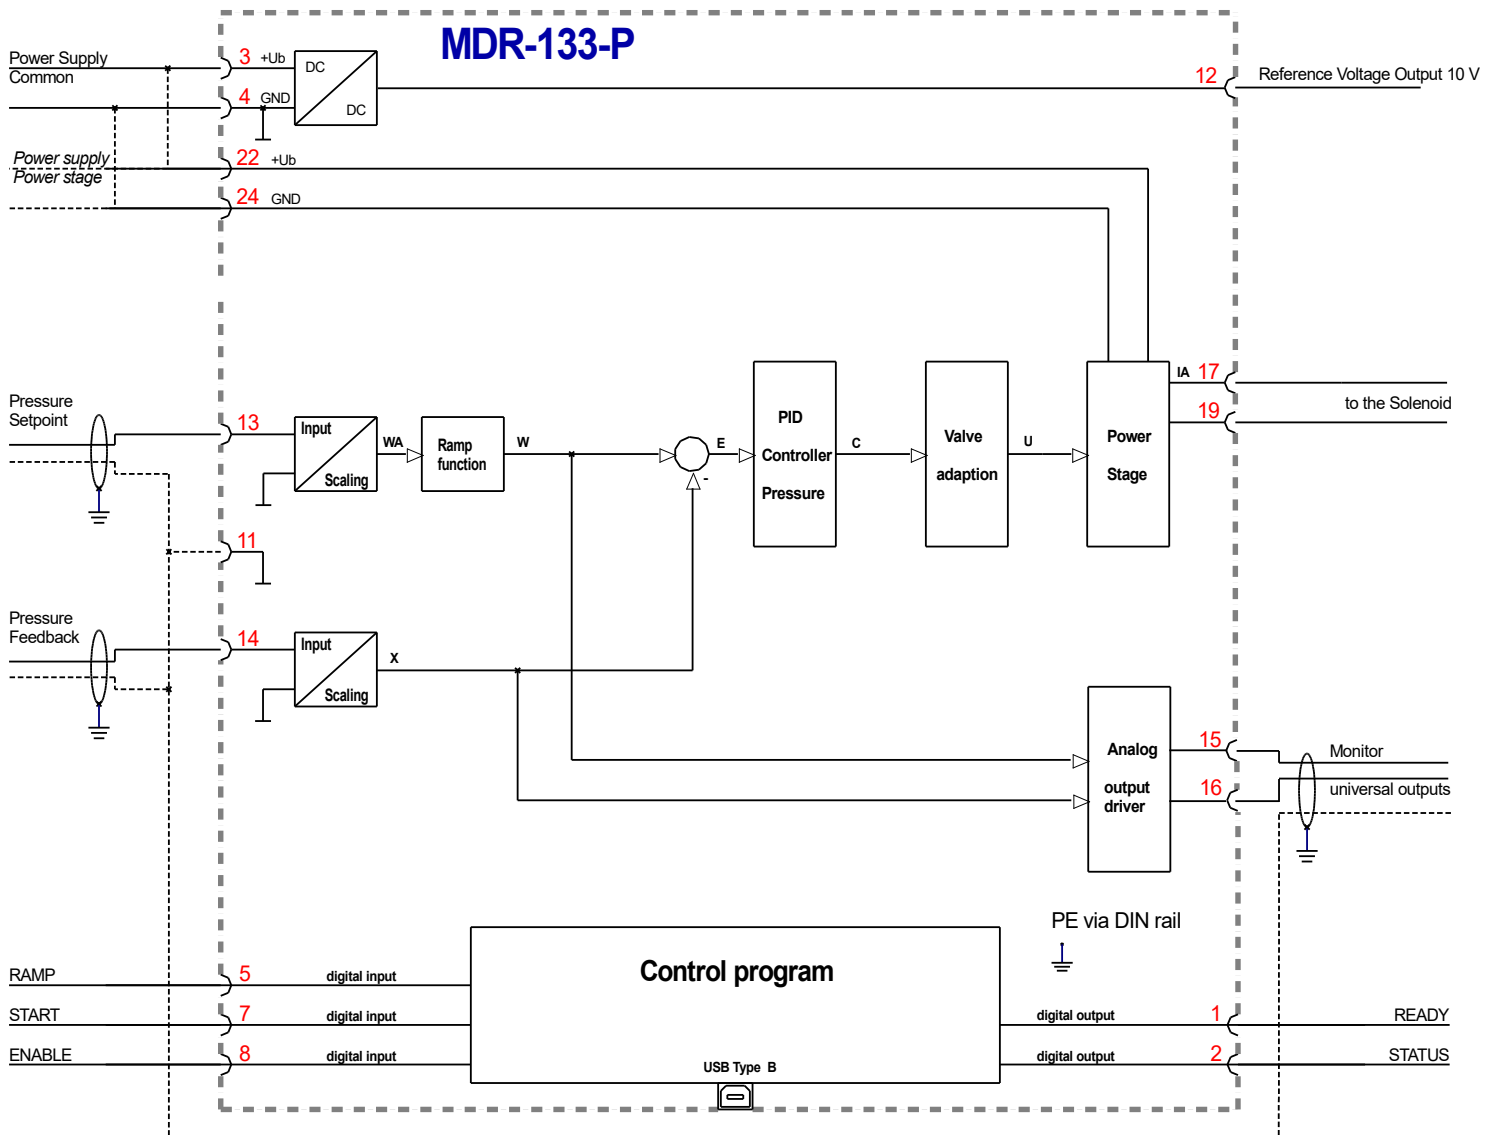 MDR-133-P
Power Supply
Common
3 +Ub
4 GND
DC
DC
12
Reference Voltage Output 10 V
Power supply
Power stage
22 +Ub
24 GND
Pressure
Setpoint
13
Input
Scaling
WA
Ramp
function
W
-
E
PID
Controller
Pressure
C
Valve
adaption
U
Power
Stage
IA 17
19
to the Solenoid
11
Pressure
Feedback
14
Input
Scaling
X
Analog
output
driver
15
16
Monitor
universal outputs
PE via DIN rail
RAMP
5
digital input
START
7
digital input
ENABLE
8
digital input
Control program
USB Type B
digital output
1
READY
digital output
2
STATUS